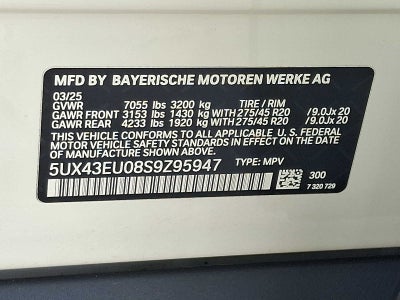 MFD BY BAYERISCHE MOTOREN WERKE AG
03/25
GVWR 7055 lbs 3200 kg TIRE / RIM
GAWR FRONT 3153 lbs 1430 kg WITH 275/45 R20 /9.0Jx 20
GAWR REAR 4233 lbs 1920 kg WITH 275/45 R20 /9.0Jx 20
THIS VEHICLE CONFORMS TO ALL APPLICABLE U.S. FEDERAL
MOTOR VEHICLE SAFETY STANDARDS IN EFFECT ON THE
DATE OF MANUFACTURE SHOWN ABOVE.
5UX43EU08S9Z95947 TYPE: MPV 300
7 320 729